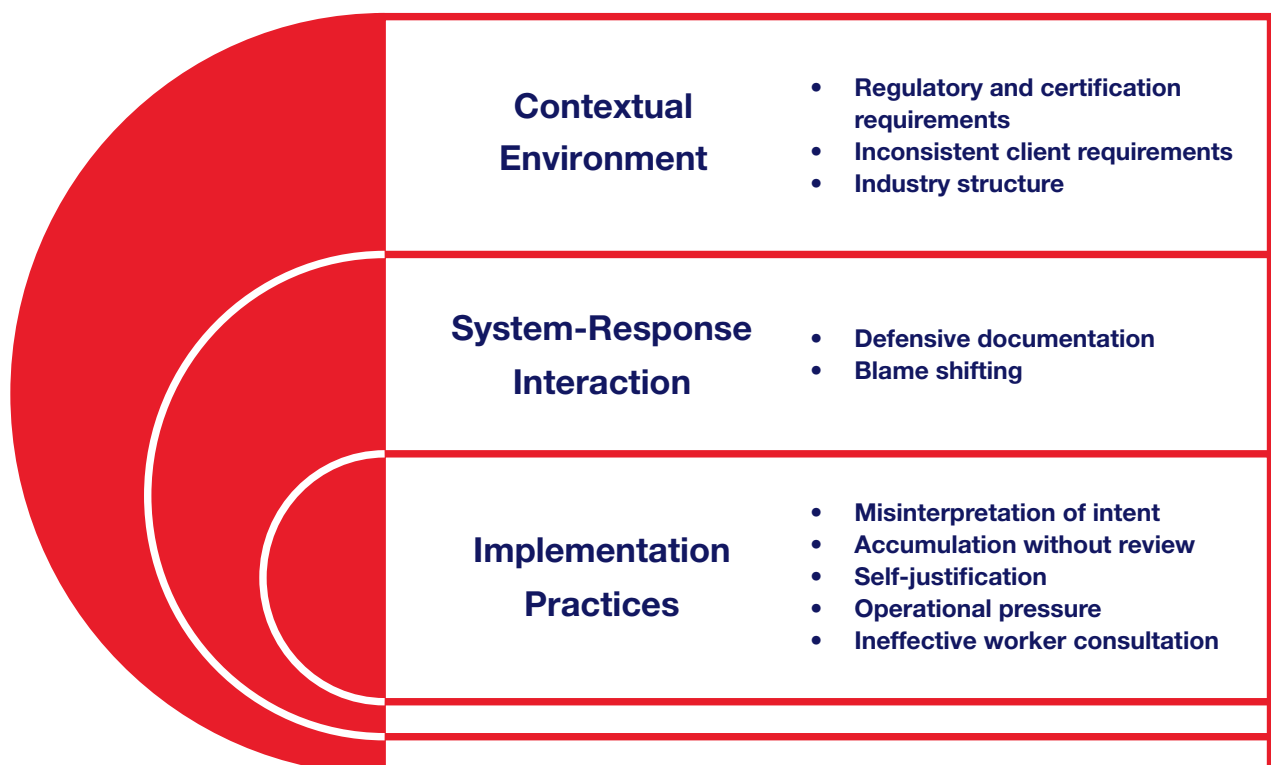 Contextual
Environment
• Regulatory and certification
requirements
• Inconsistent client requirements
• Industry structure
System-Response
Interaction
• Defensive documentation
• Blame shifting
Implementation
Practices
• Misinterpretation of intent
• Accumulation without review
• Self-justification
• Operational pressure
• Ineffective worker consultation